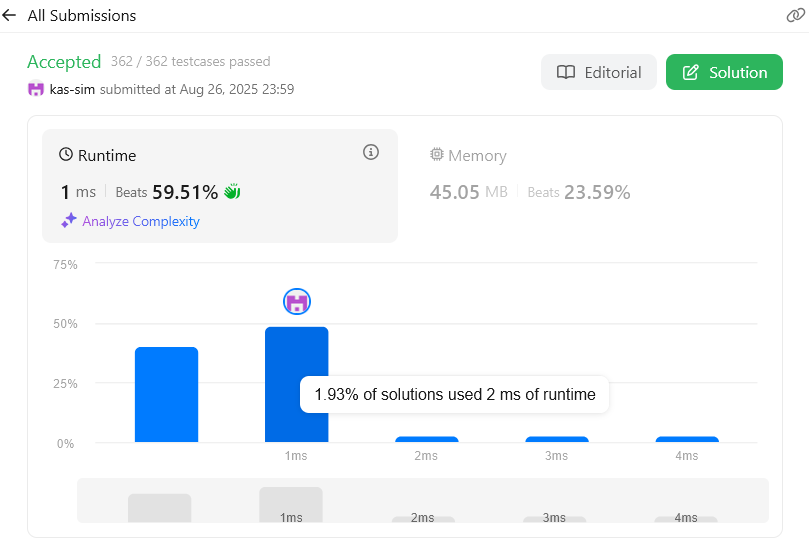 All Submissions
Accepted 362 / 362 testcases passed
kas-sim submitted at Aug 26, 2025 23:59
Editorial
Solution
Runtime
1 ms Beats 59.51%
Analyze Complexity
Memory
45.05 MB Beats 23.59%
75%
50%
25%
0%
1.93% of solutions used 2 ms of runtime
1ms 2ms 3ms 4ms
1ms 2ms 3ms 4ms